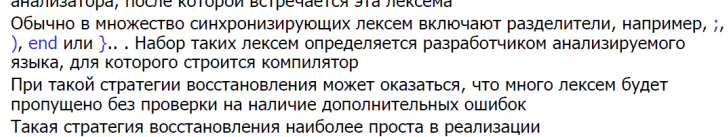 анализатора, после которой встречается эта лексема
Обычно в множество синхронизирующих лексем включают разделители, например, ;,
), end или }.. . Набор таких лексем определяется разработчиком анализируемого
языка, для которого строится компилятор
При такой стратегии восстановления может оказаться, что много лексем будет
пропущено без проверки на наличие дополнительных ошибок
Такая стратегия восстановления наиболее проста в реализации